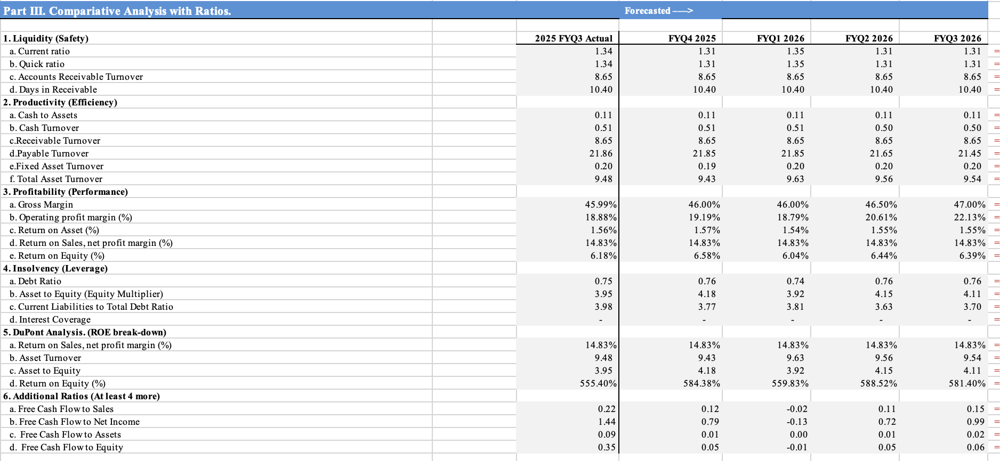 Part III. Compariative Analysis with Ratios. Forecasted ---->
1. Liquidity (Safety) 2025 FYQ3 Actual FYQ4 2025 FYQ1 2026 FYQ2 2026 FYQ3 2026
a. Current ratio 1.34 1.31 1.35 1.31 1.31 =
b. Quick ratio 1.34 1.31 1.35 1.31 1.31 =
c. Accounts Receivable Turnover 8.65 8.65 8.65 8.65 8.65 =
d. Days in Receivable 10.40 10.40 10.40 10.40 10.40 =
2. Productivity (Efficiency)
a. Cash to Assets 0.11 0.11 0.11 0.11 0.11 =
b. Cash Turnover 0.51 0.51 0.51 0.50 0.50 =
c.Receivable Turnover 8.65 8.65 8.65 8.65 8.65 =
d.Payable Turnover 21.86 21.85 21.85 21.65 21.45 =
e.Fixed Asset Turnover 0.20 0.19 0.20 0.20 0.20 =
f. Total Asset Turnover 9.48 9.43 9.63 9.56 9.54 =
3. Profitability (Performance)
a. Gross Margin 45.99% 46.00% 46.00% 46.50% 47.00% =
b. Operating profit margin (%) 18.88% 19.19% 18.79% 20.61% 22.13% =
c. Return on Asset (%) 1.56% 1.57% 1.54% 1.55% 1.55% =
d. Return on Sales, net profit margin (%) 14.83% 14.83% 14.83% 14.83% 14.83% =
e. Return on Equity (%) 6.18% 6.58% 6.04% 6.44% 6.39% =
4. Insolvency (Leverage)
a. Debt Ratio 0.75 0.76 0.74 0.76 0.76 =
b. Asset to Equity (Equity Multiplier) 3.95 4.18 3.92 4.15 4.11 =
c. Current Liabilities to Total Debt Ratio 3.98 3.77 3.81 3.63 3.70 =
d. Interest Coverage - - - - - =
5. DuPont Analysis. (ROE break-down)
a. Return on Sales, net profit margin (%) 14.83% 14.83% 14.83% 14.83% 14.83% =
b. Asset Turnover 9.48 9.43 9.63 9.56 9.54 =
c. Asset to Equity 3.95 4.18 3.92 4.15 4.11 =
d. Return on Equity (%) 555.40% 584.38% 559.83% 588.52% 581.40% =
6. Additional Ratios (At least 4 more)
a. Free Cash Flow to Sales 0.22 0.12 -0.02 0.11 0.15 =
b. Free Cash Flow to Net Income 1.44 0.79 -0.13 0.72 0.99 =
c. Free Cash Flow to Assets 0.09 0.01 0.00 0.01 0.02 =
d. Free Cash Flow to Equity 0.35 0.05 -0.01 0.05 0.06 =